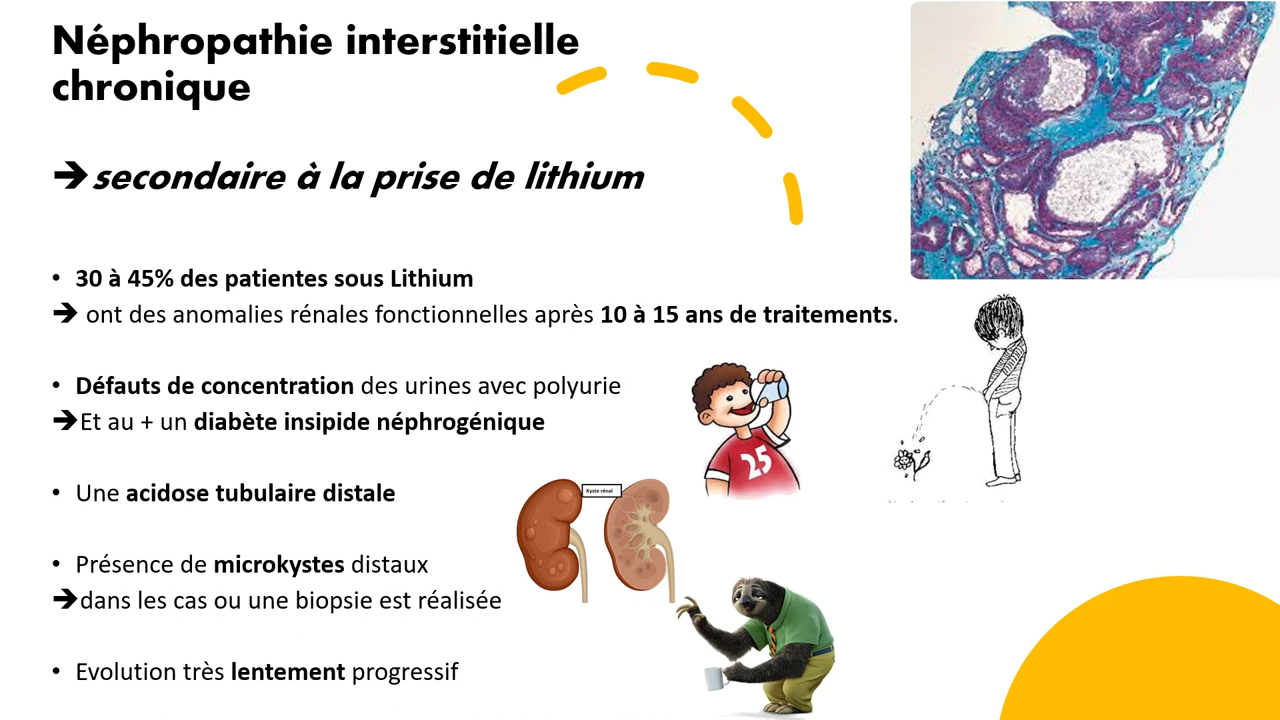 Néphropathie interstitielle
chronique
➔secondaire à la prise de lithium
• 30 à 45% des patientes sous Lithium
➔ ont des anomalies rénales fonctionnelles après 10 à 15 ans de traitements.
• Défauts de concentration des urines avec polyurie
➔Et au + un diabète insipide néphrogénique
25
• Une acidose tubulaire distale
Kyste rénal
• Présence de microkystes distaux
➔dans les cas ou une biopsie est réalisée
• Evolution très lentement progressif